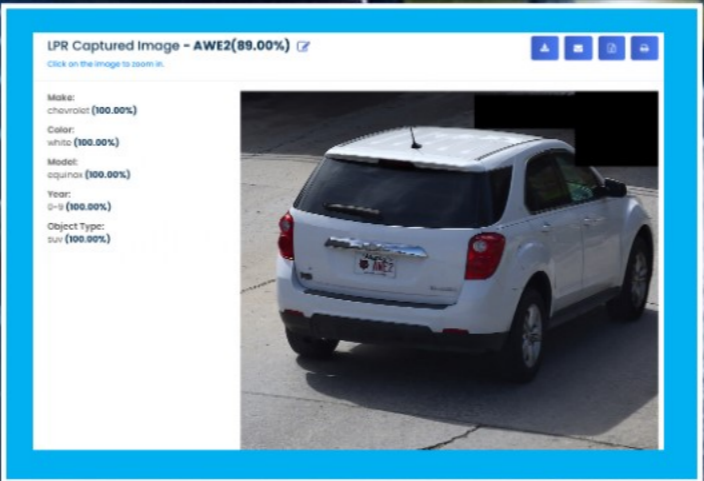 LPR Captured Image - AWE2(89.00%)
Click on the image to zoom in.
Make:
chevrolet (100.00%)
Color:
white (100.00%)
Model:
equinox (100.00%)
Year:
0-9 (100.00%)
Object Type:
suv (100.00%)
AWE2